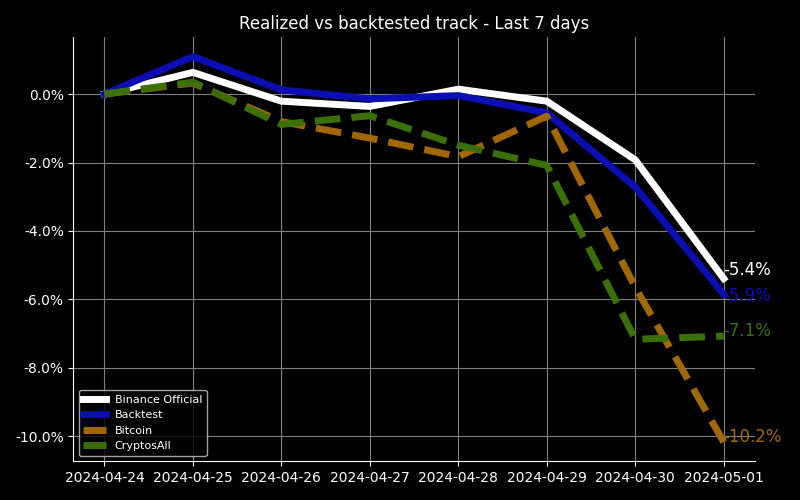 Realized vs backtested track - Last 7 days
0.0%
-2.0%
-4.0%
-6.0%
-8.0%
-10.0%
-5.4%
-5.9%
-7.1%
-10.2%
Binance Official
Backtest
Bitcoin
CryptosAll
2024-04-24 2024-04-25 2024-04-26 2024-04-27 2024-04-28 2024-04-29 2024-04-30 2024-05-01